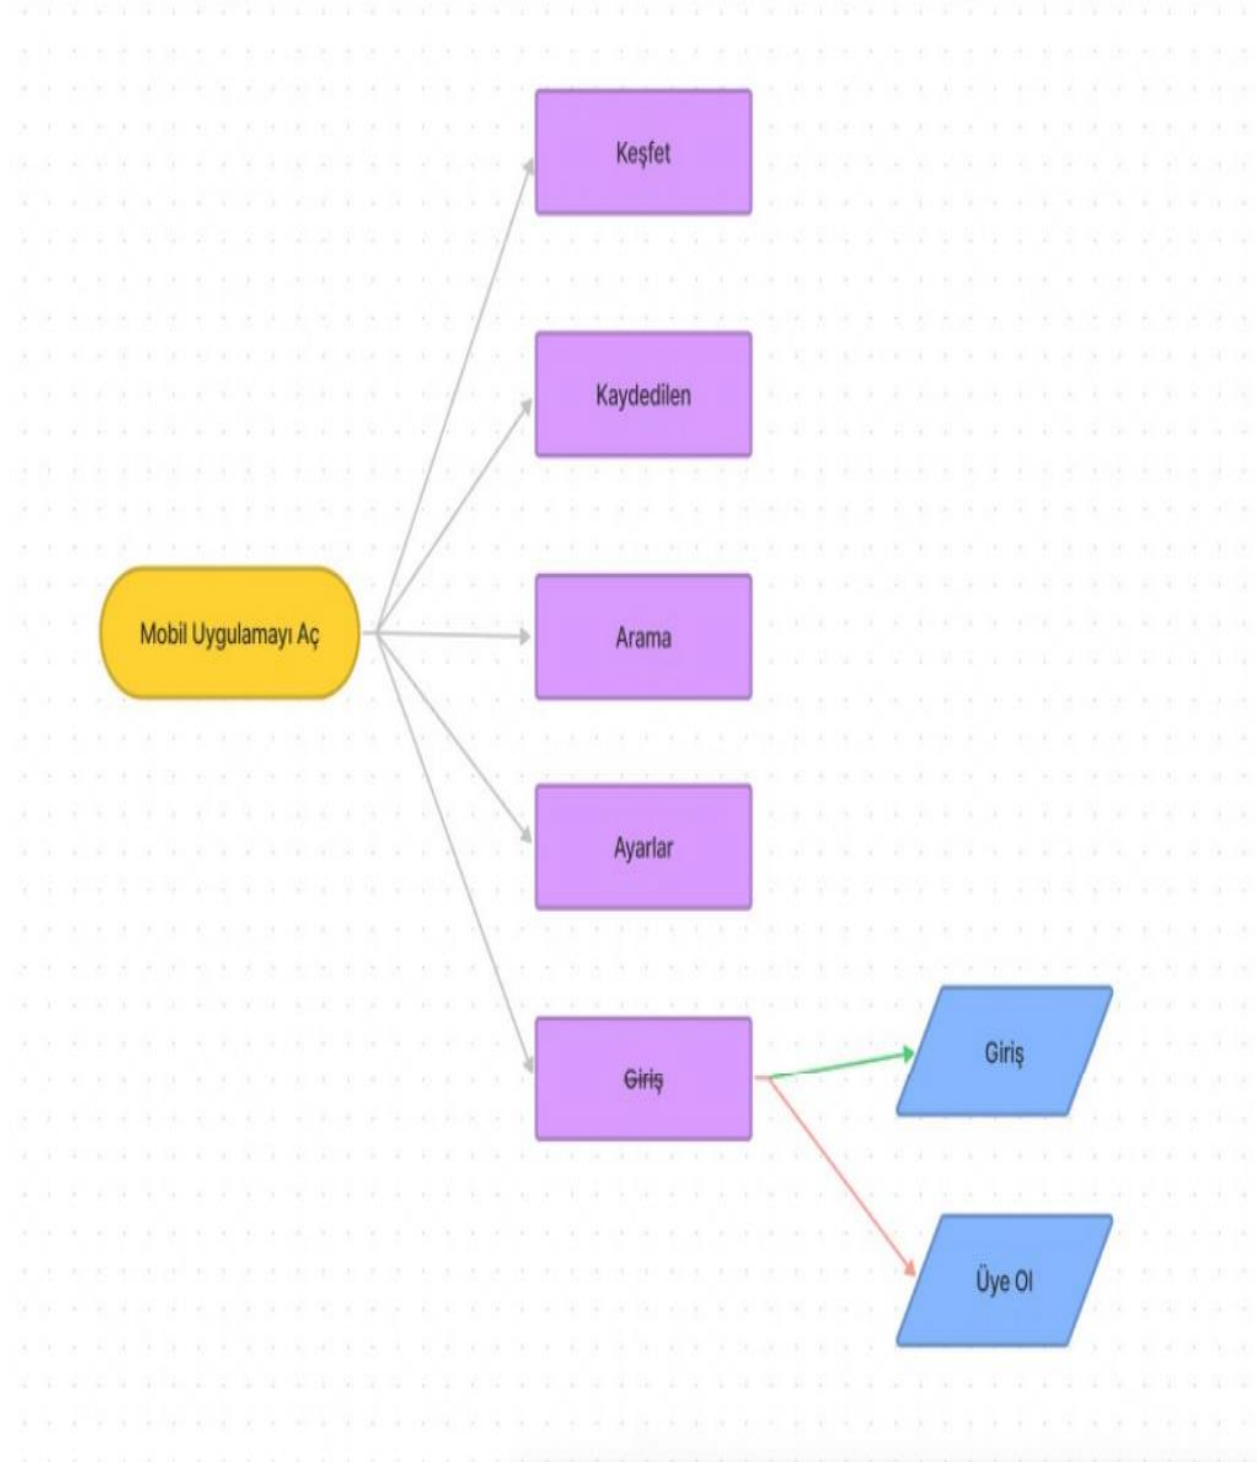 Keşfet
Kaydedilen
Mobil Uygulamayı Aç
Arama
Ayarlar
Giriş
Giriş
Üye Ol